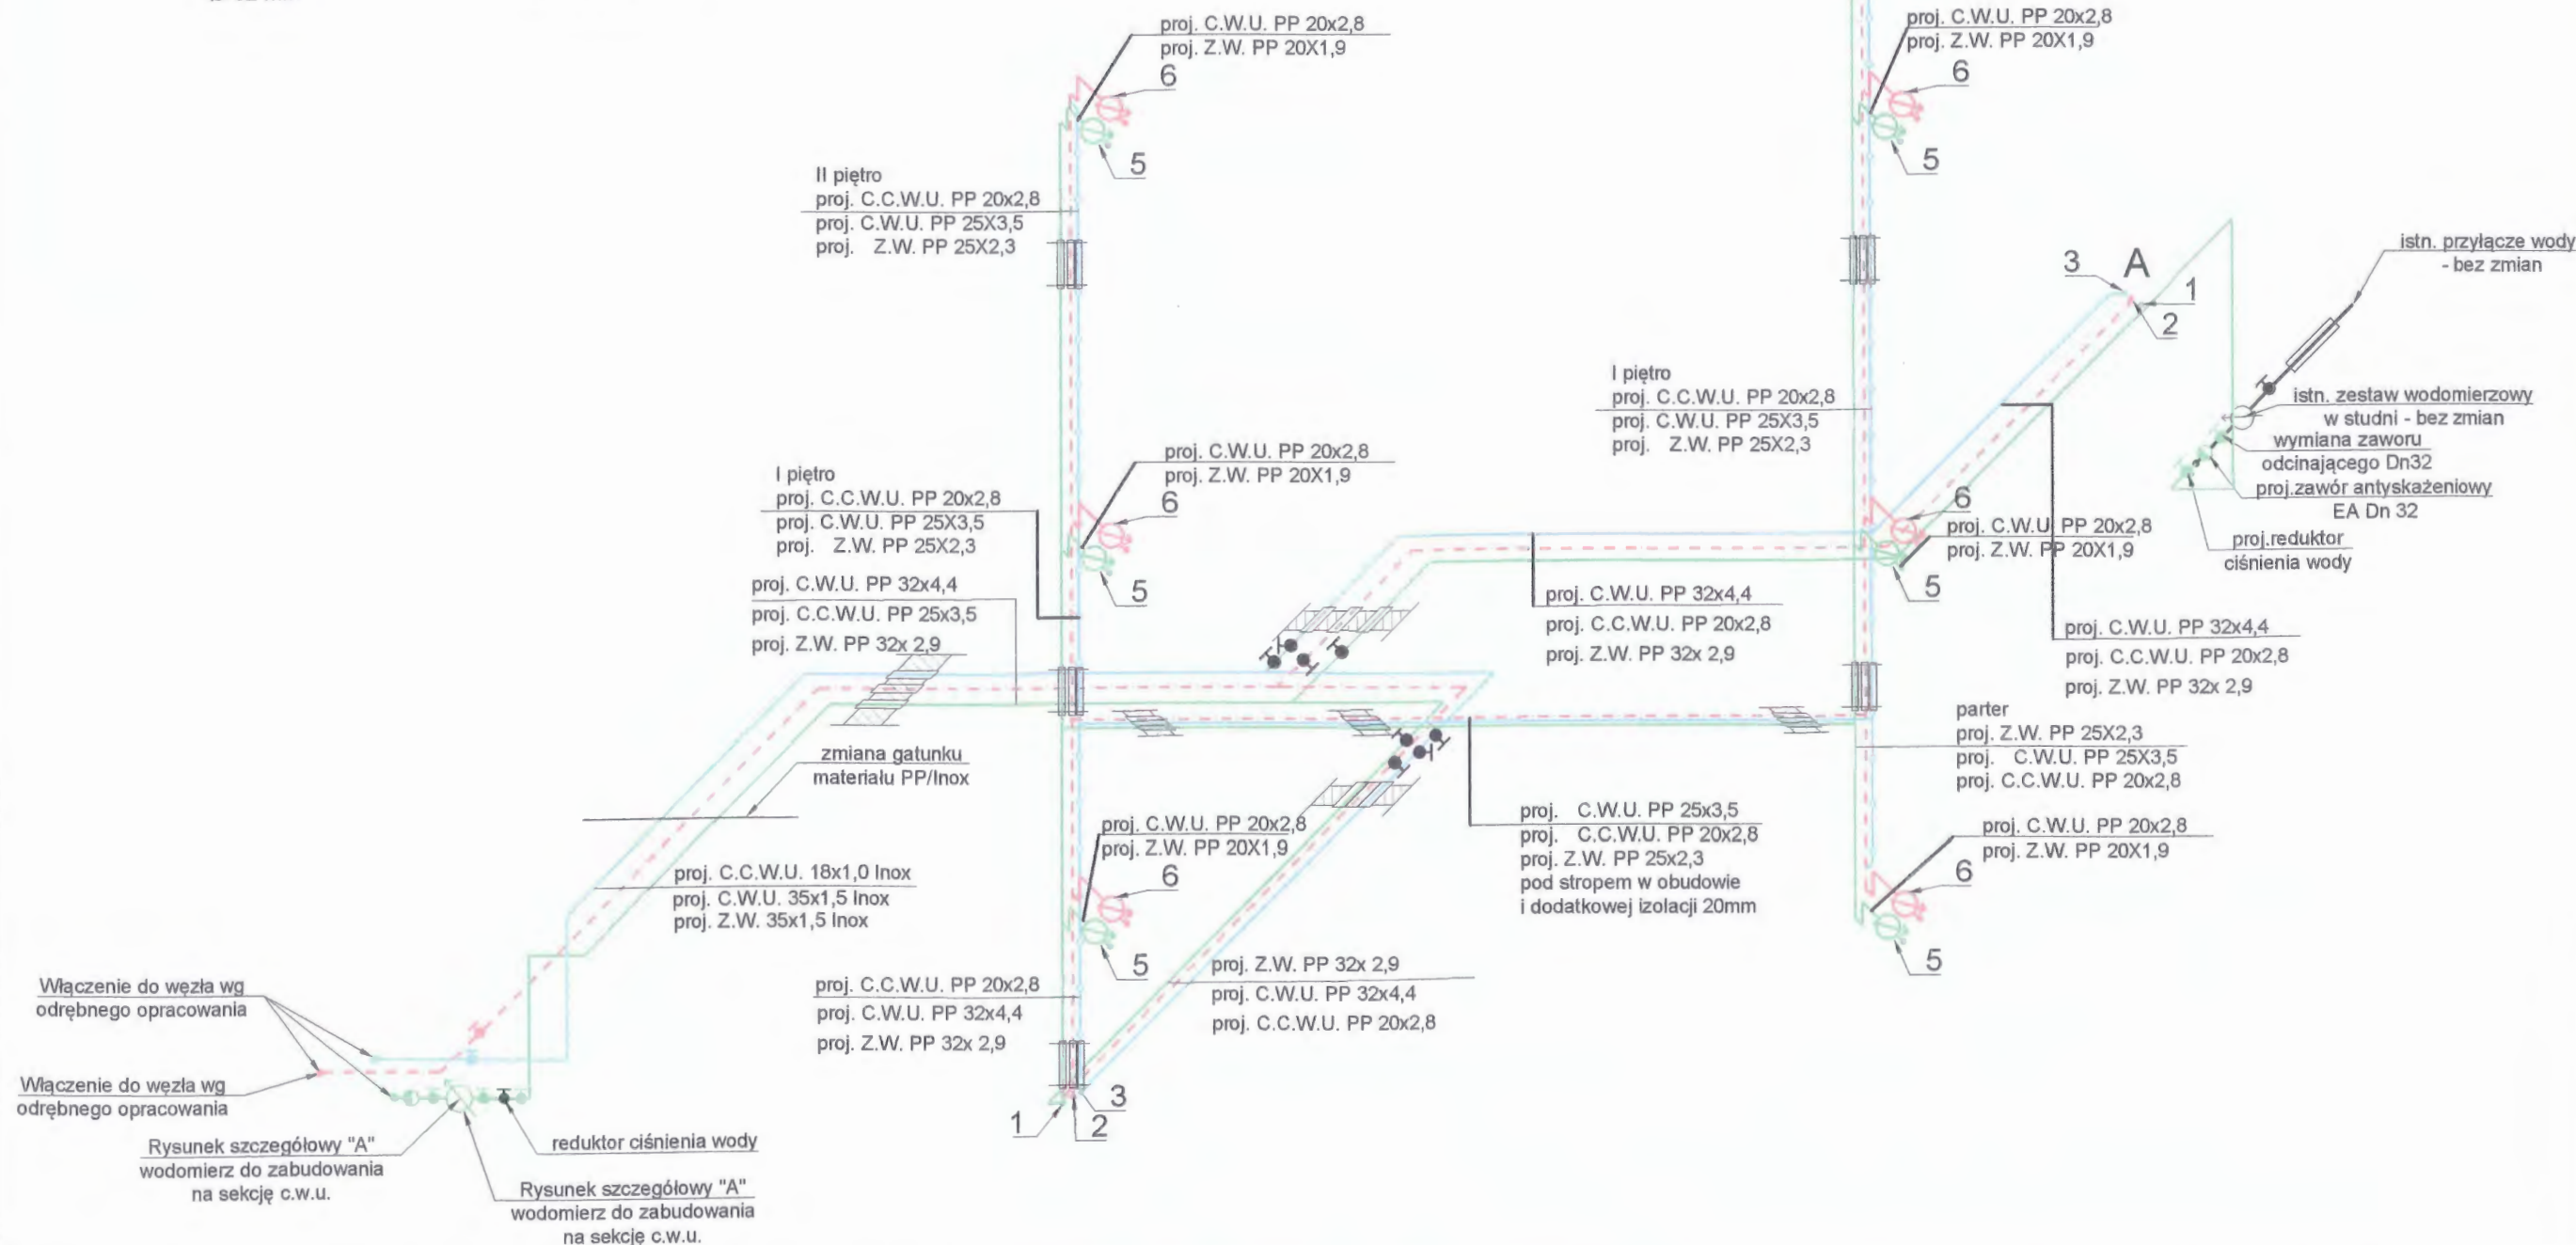 proj. C.W.U. PP 20x2,8
proj. Z.W. PP 20X1,9
6
5
proj. C.W.U. PP 20x2,8
proj. Z.W. PP 20X1,9
6
5
II piętro
proj. C.C.W.U. PP 20x2,8
proj. C.W.U. PP 25X3,5
proj. Z.W. PP 25X2,3
istn. przyłącze wody
- bez zmian
3
A
1
2
I piętro
proj. C.C.W.U. PP 20x2,8
proj. C.W.U. PP 25X3,5
proj. Z.W. PP 25X2,3
istn. zestaw wodomierzowy
w studni - bez zmian
wymiana zaworu
odcinającego Dn32
proj.zawór antyskażeniowy
EA Dn 32
proj.reduktor
ciśnienia wody
I piętro
proj. C.C.W.U. PP 20x2,8
proj. C.W.U. PP 25X3,5
proj. Z.W. PP 25X2,3
proj. C.W.U. PP 20x2,8
proj. Z.W. PP 20X1,9
6
5
6
proj. C.W.U. PP 20x2,8
proj. Z.W. PP 20X1,9
5
proj. C.W.U. PP 32x4,4
proj. C.C.W.U. PP 25x3,5
proj. Z.W. PP 32x 2,9
proj. C.W.U. PP 32x4,4
proj. C.C.W.U. PP 20x2,8
proj. Z.W. PP 32x 2,9
proj. C.W.U. PP 32x4,4
proj. C.C.W.U. PP 20x2,8
proj. Z.W. PP 32x 2,9
zmiana gatunku
materiału PP/Inox
parter
proj. Z.W. PP 25X2,3
proj. C.W.U. PP 25X3,5
proj. C.C.W.U. PP 20x2,8
proj. C.W.U. PP 20x2,8
proj. Z.W. PP 20X1,9
6
5
proj. C.W.U. PP 25x3,5
proj. C.C.W.U. PP 20x2,8
proj. Z.W. PP 25x2,3
pod stropem w obudowie
i dodatkowej izolacji 20mm
proj. C.W.U. PP 20x2,8
proj. Z.W. PP 20X1,9
6
5
proj. C.C.W.U. 18x1,0 Inox
proj. C.W.U. 35x1,5 Inox
proj. Z.W. 35x1,5 Inox
proj. C.C.W.U. PP 20x2,8
proj. C.W.U. PP 32x4,4
proj. Z.W. PP 32x 2,9
proj. Z.W. PP 32x 2,9
proj. C.W.U. PP 32x4,4
proj. C.C.W.U. PP 20x2,8
Włączenie do węzła wg
odrębnego opracowania
Włączenie do węzła wg
odrębnego opracowania
Rysunek szczegółowy "A"
wodomierz do zabudowania
na sekcję c.w.u.
reduktor ciśnienia wody
Rysunek szczegółowy "A"
wodomierz do zabudowania
na sekcję c.w.u.
1
2
3